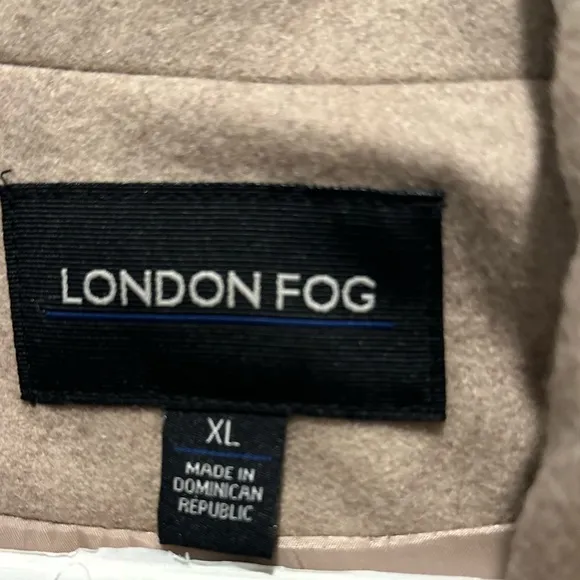 LONDON FOG
XL
MADE IN
DOMINICAN
REPUBLIC